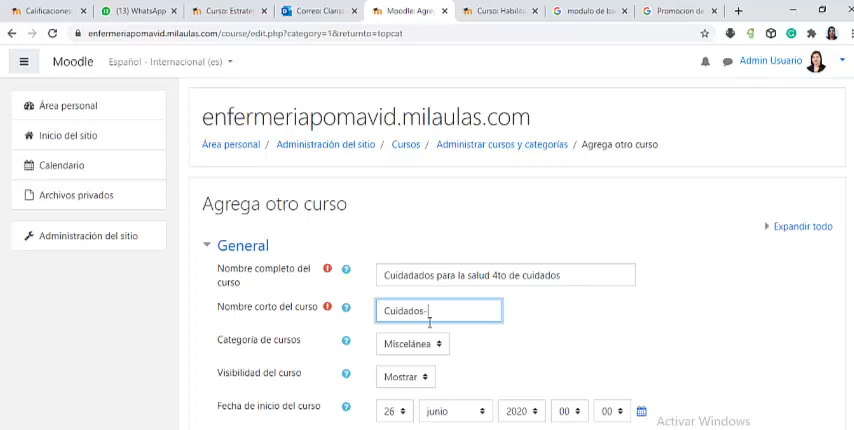 Calificaciones
(13) WhatsApp
Curso: Estrate
Correo: Claris
Moodle: Agre
Curso: Habilit
modulo de ba
Promocion de
enfermeriapomavid.milaulas.com/course/edit.php?category=1&returnto=topcat
Moodle
Español - Internacional (es)
Admin Usuario
Área personal
Inicio del sitio
Calendario
Archivos privados
Administración del sitio
enfermeriapomavid.milaulas.com
Área personal / Administración del sitio / Cursos / Administrar cursos y categorías / Agrega otro curso
Agrega otro curso
Expandir todo
General
Nombre completo del curso
Cuidadados para la salud 4to de cuidados
Nombre corto del curso
Cuidados-
Categoría de cursos
Miscelánea
Visibilidad del curso
Mostrar
Fecha de inicio del curso
26 junio 2020 00 00
Activar Windows